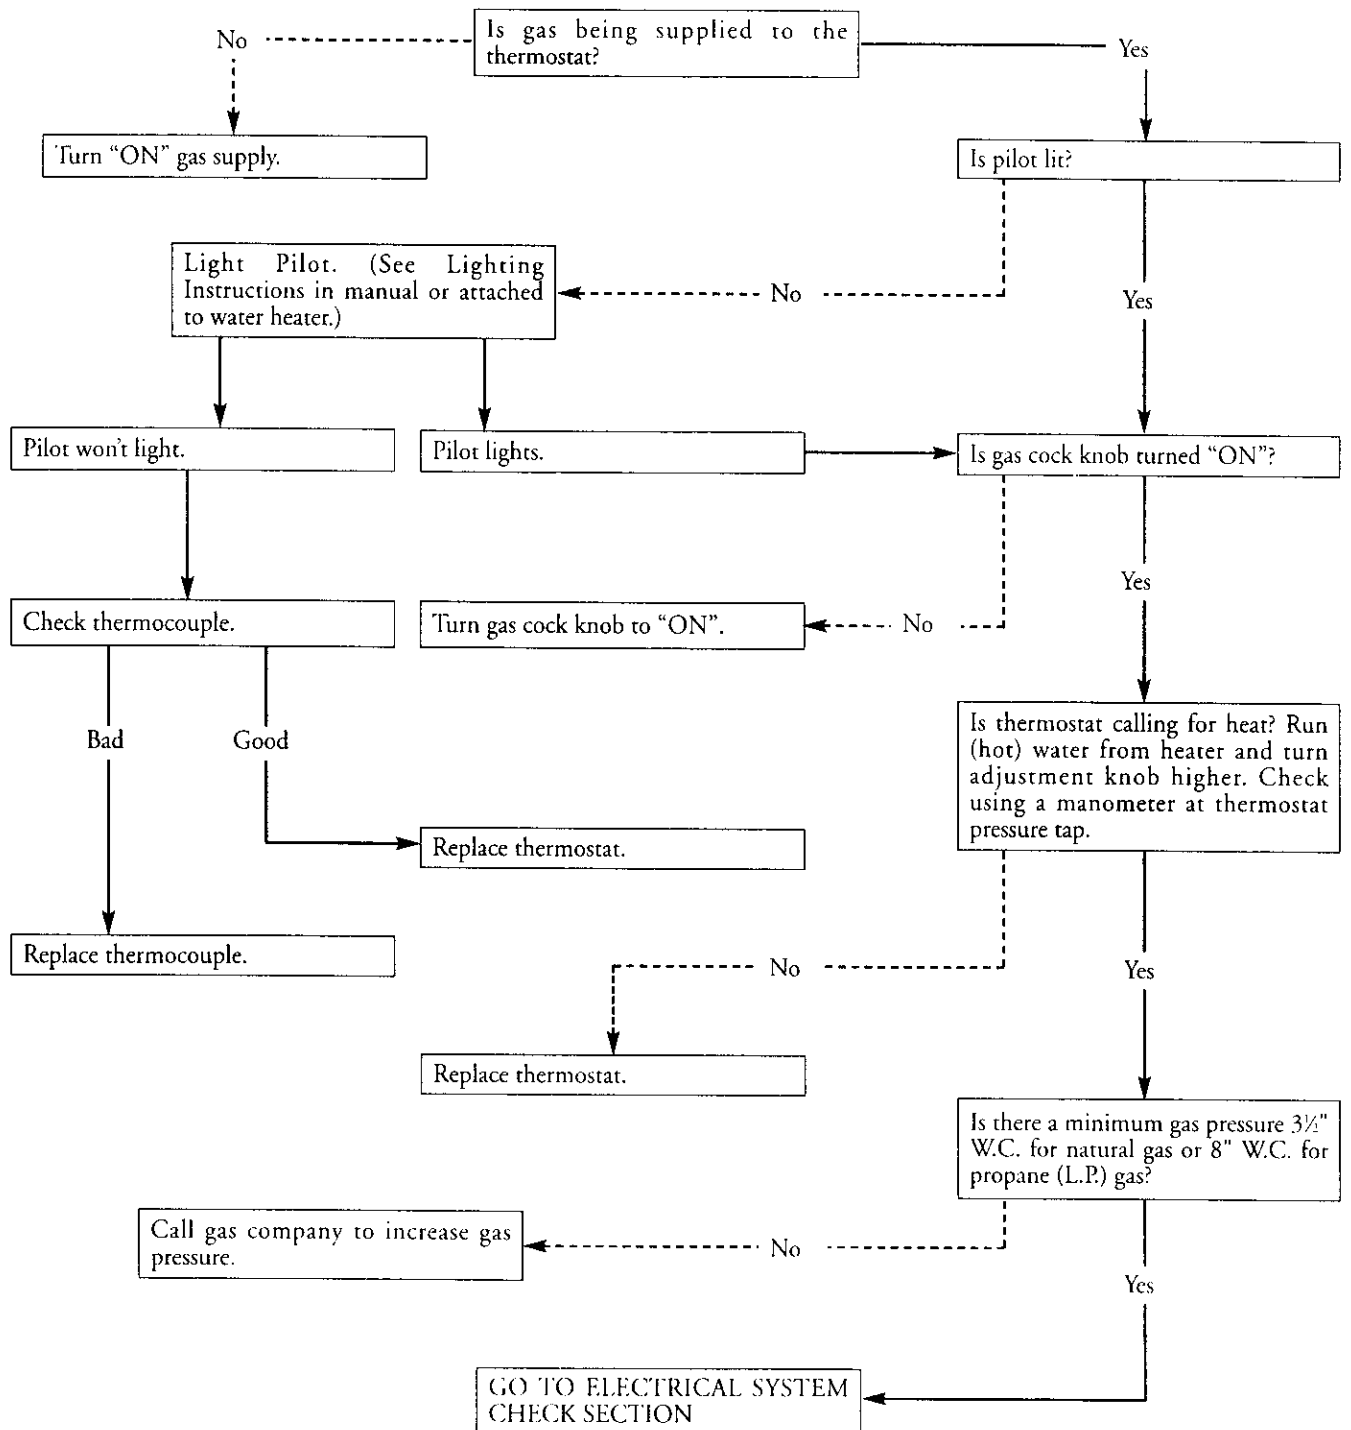 Is gas being supplied to the
thermostat?
No
Yes
Turn “ON” gas supply.
Is pilot lit?
Light Pilot. (See Lighting
Instructions in manual or attached
to water heater.)
No
Yes
Pilot won't light.
Pilot lights.
Is gas cock knob turned “ON”?
Yes
Check thermocouple.
Turn gas cock knob to “ON”.
No
Bad
Good
Is thermostat calling for heat? Run
(hot) water from heater and turn
adjustment knob higher. Check
using a manometer at thermostat
pressure tap.
Replace thermostat.
Replace thermocouple.
No
Yes
Replace thermostat.
Is there a minimum gas pressure 3½"
W.C. for natural gas or 8" W.C. for
propane (L.P.) gas?
Call gas company to increase gas
pressure.
No
Yes
GO TO ELECTRICAL SYSTEM
CHECK SECTION